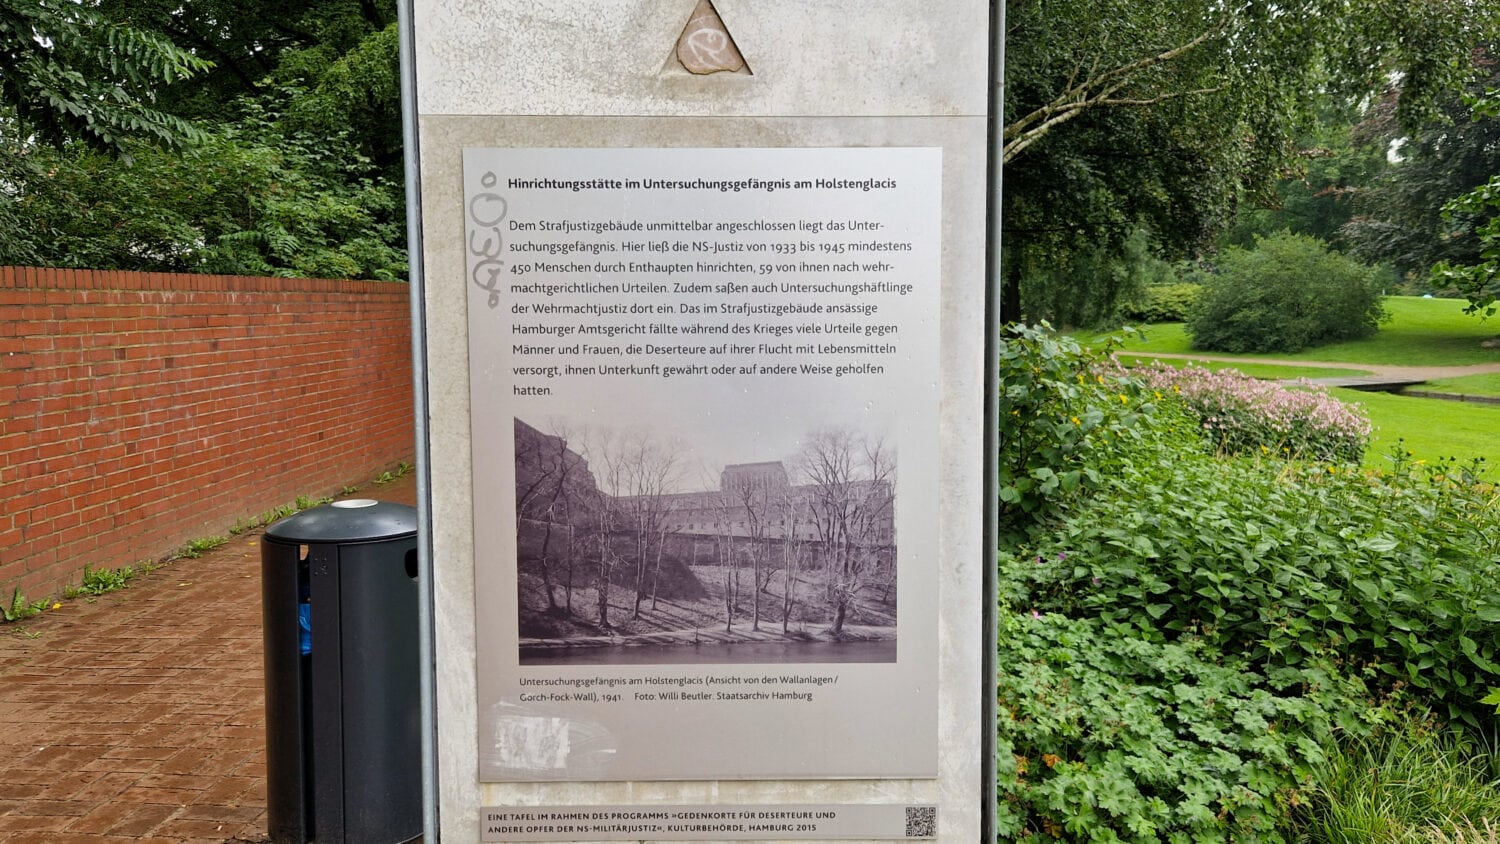 Hinrichtungsstätte im Untersuchungsgefängnis am Holstenglacis
Dem Strafjustizgebäude unmittelbar angeschlossen liegt das Unter-
suchungsgefängnis. Hier ließ die NS-Justiz von 1933 bis 1945 mindestens
450 Menschen durch Enthaupten hinrichten, 59 von ihnen nach wehr-
machtgerichtlichen Urteilen. Zudem saßen auch Untersuchungshäftlinge
der Wehrmachtjustiz dort ein. Das im Strafjustizgebäude ansässige
Hamburger Amtsgericht fällte während des Krieges viele Urteile gegen
Männer und Frauen, die Deserteure auf ihrer Flucht mit Lebensmitteln
versorgt, ihnen Unterkunft gewährt oder auf andere Weise geholfen
hatten.
Untersuchungsgefängnis am Holstenglacis (Ansicht von den Wallanlagen/
Gorch-Fock-Wall), 1941. Foto: Willi Beutler. Staatsarchiv Hamburg
EINE TAFEL IM RAHMEN DES PROGRAMMS »GEDENKORTE FÜR DESERTEURE UND
ANDERE OPFER DER NS-MILITÄRJUSTIZ«, KULTURBEHÖRDE, HAMBURG 2015